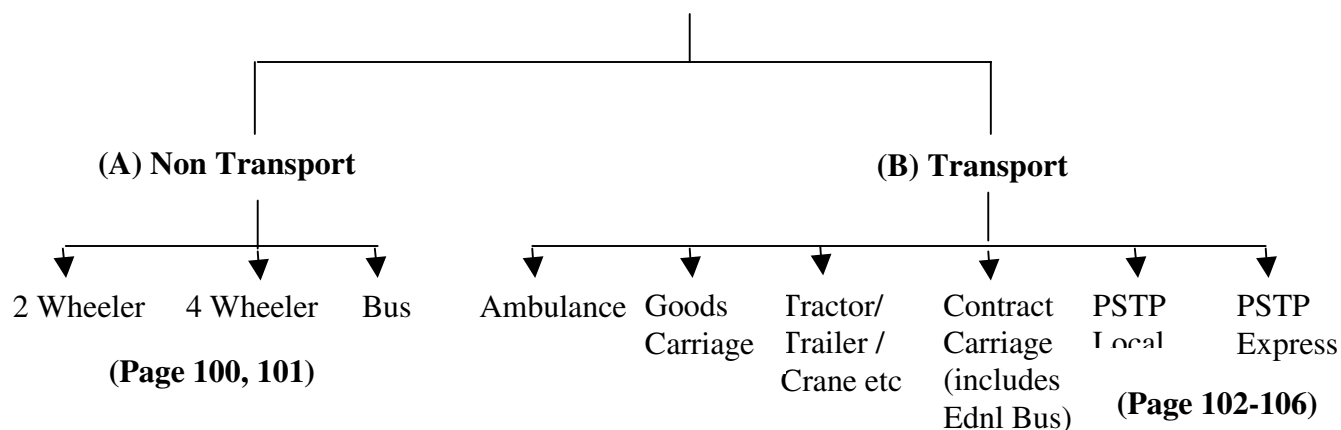 (A) Non Transport
(B) Transport
2 Wheeler
4 Wheeler
Bus
(Page 100, 101)
Ambulance
Goods
Carriage
Tractor/
Trailer /
Crane etc
Contract
Carriage
(includes
Ednl Bus)
PSTP
Local
PSTP
Express
(Page 102-106)